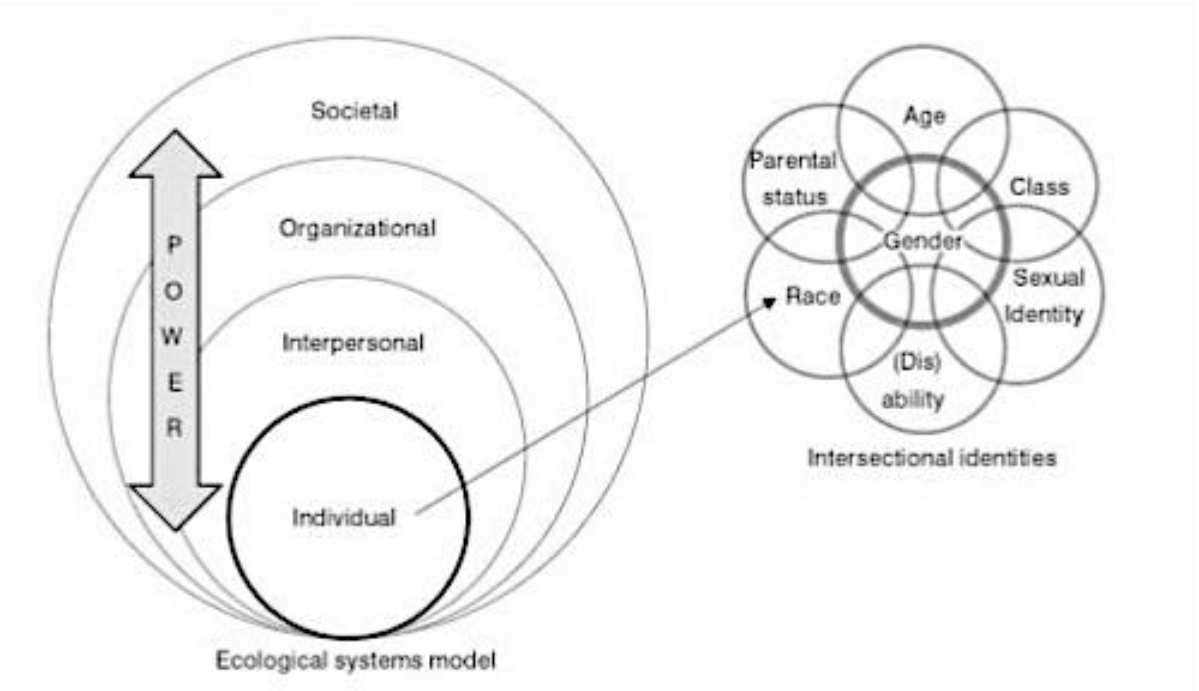 Societal
Organizational
Interpersonal
Individual
POWER
Ecological systems model
Age
Parental
status
Class
Gender
Race
Sexual
Identity
(Dis)
ability
Intersectional identities